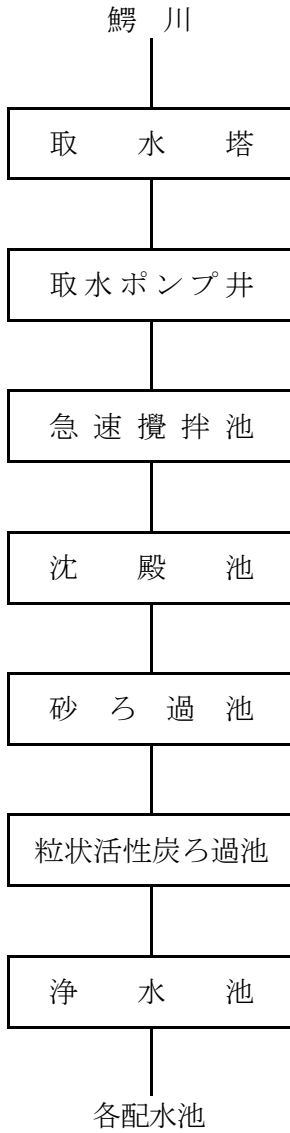 鰐川
取水塔
取水ポンプ井
急速攪拌池
沈殿池
砂ろ過池
粒状活性炭ろ過池
浄水池
各配水池